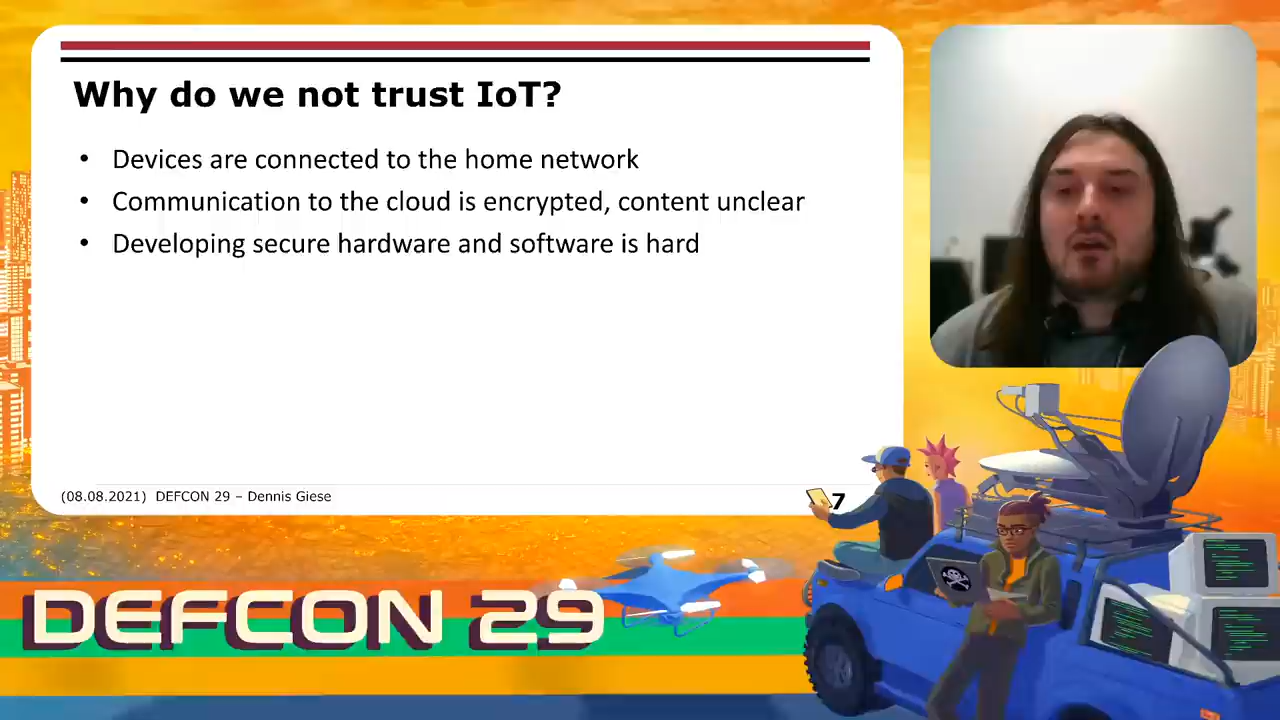 Why do we not trust IoT?
• Devices are connected to the home network
• Communication to the cloud is encrypted, content unclear
• Developing secure hardware and software is hard
(08.08.2021) DEFCON 29 – Dennis Giese
7
DEFCON 29